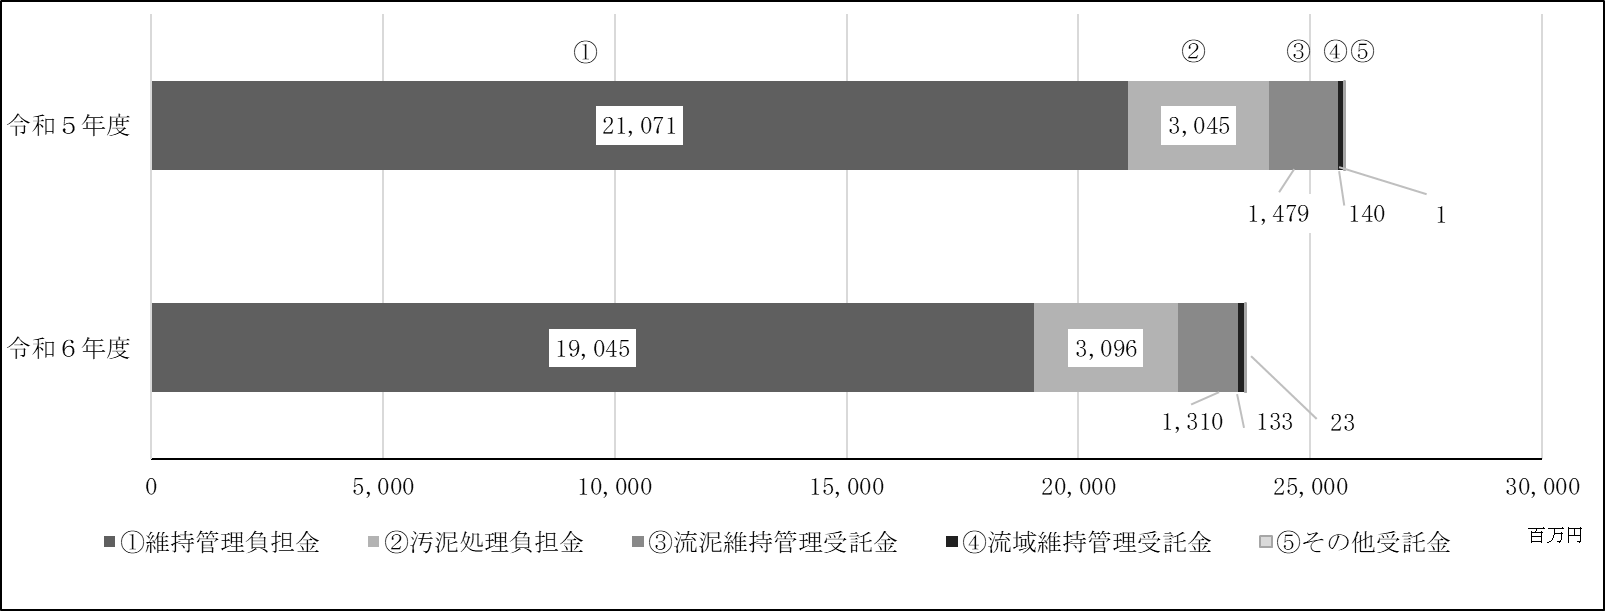 ① ② ③ ④ ⑤
令和５年度 21,071 3,045
1,479 140 1
令和６年度 19,045 3,096
1,310 133 23
0 5,000 10,000 15,000 20,000 25,000 30,000
①維持管理負担金 ②汚泥処理負担金 ③流泥維持管理受託金 ④流域維持管理受託金 ⑤その他受託金 百万円